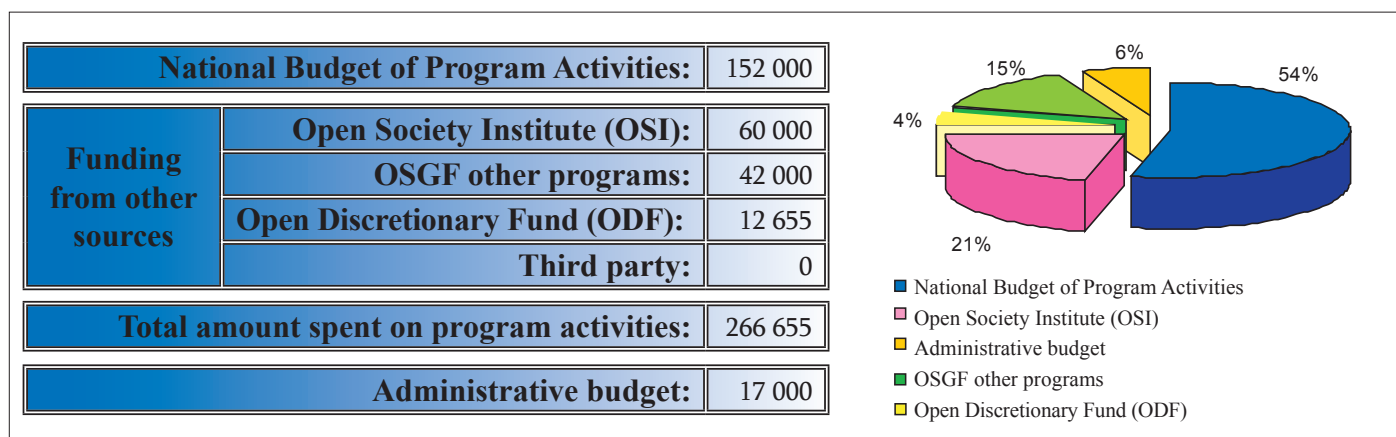 National Budget of Program Activities: 152 000
Funding from other sources
Open Society Institute (OSI): 60 000
OSGF other programs: 42 000
Open Discretionary Fund (ODF): 12 655
Third party: 0
Total amount spent on program activities: 266 655
Administrative budget: 17 000
6%
15%
54%
4%
21%
National Budget of Program Activities
Open Society Institute (OSI)
Administrative budget
OSGF other programs
Open Discretionary Fund (ODF)